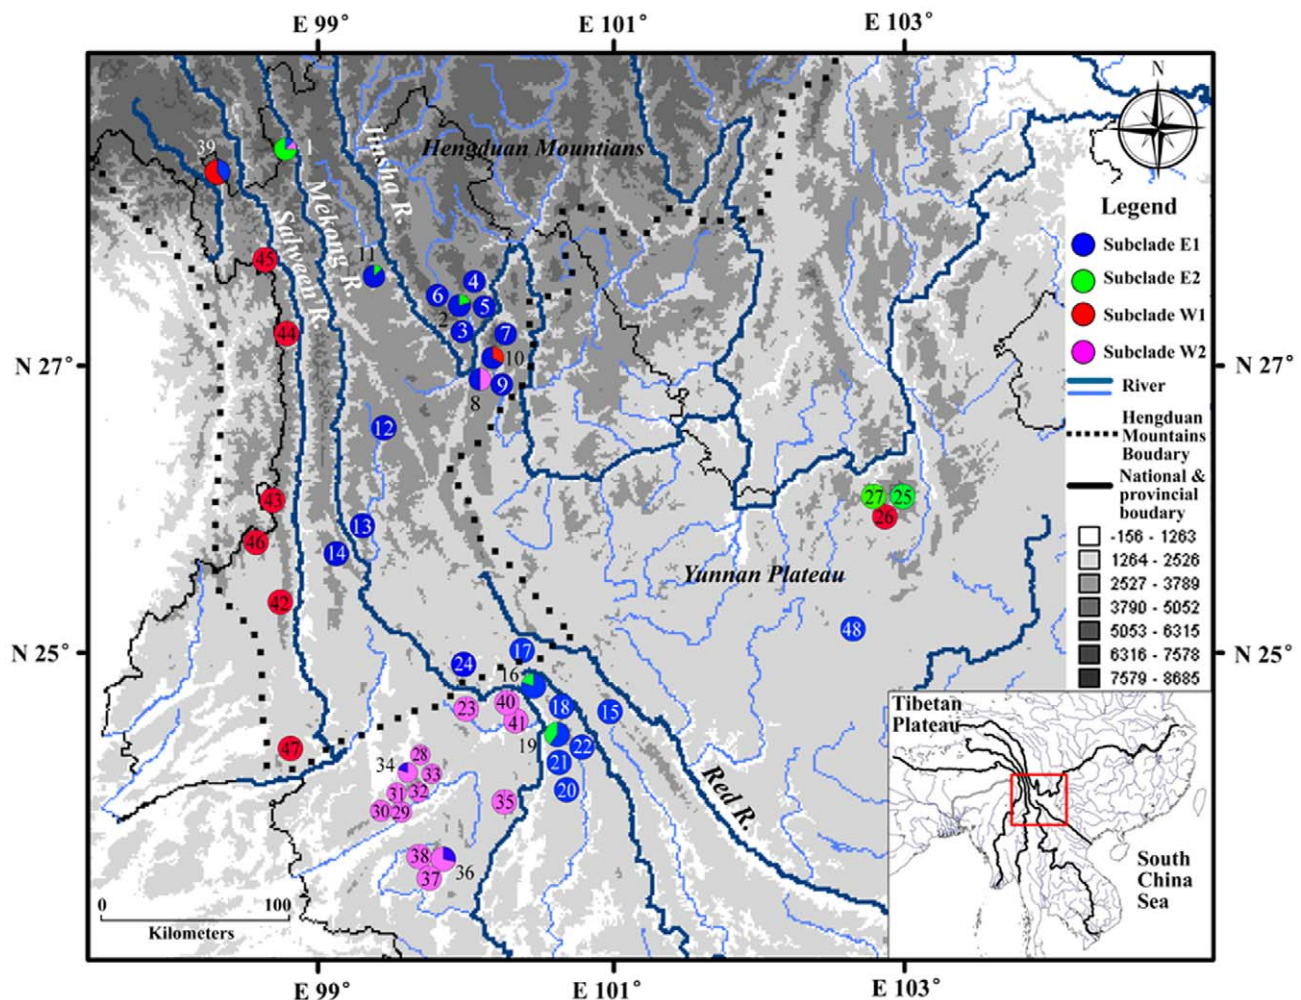 E 99°
E 101°
E 103°
N
39
1
Hengduan Mountians
Jinsha R.
Mekong R
Salween R.
Legend
Subclade E1
Subclade E2
Subclade W1
Subclade W2
River
Hengduan
Mountains
Boudary
National &
provincial
boudary
-156 - 1263
1264 - 2526
2527 - 3789
3790 - 5052
5053 - 6315
6316 - 7578
7579 - 8685
45
11
4
6
5
2
3
7
44
10
N 27°
N 27°
9
8
12
27
25
43
26
13
46
14
Yunnan Plateau
42
48
N 25°
N 25°
17
24
16
40
18
15
23
41
19
22
47
28
34
33
21
32
31
20
35
30
29
Red R.
38
36
37
Tibetan
Plateau
South
China
Sea
0
100
Kilometers
E 99°
E 101°
E 103°